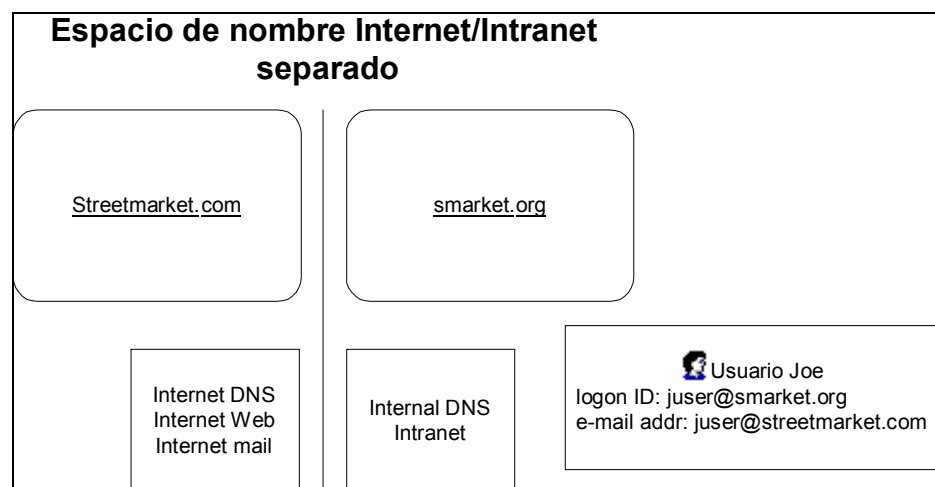 Espacio de nombre Internet/Intranet
separado
Streetmarket.com
smarket.org
Internet DNS
Internet Web
Internet mail
Internal DNS
Intranet
Usuario Joe
logon ID: juser@smarket.org
e-mail addr: juser@streetmarket.com